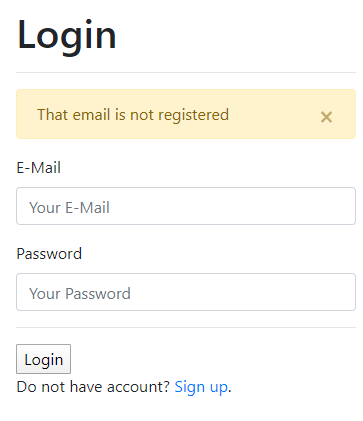 Login
That email is not registered ×
E-Mail
Your E-Mail
Password
Your Password
Login
Do not have account? Sign up.